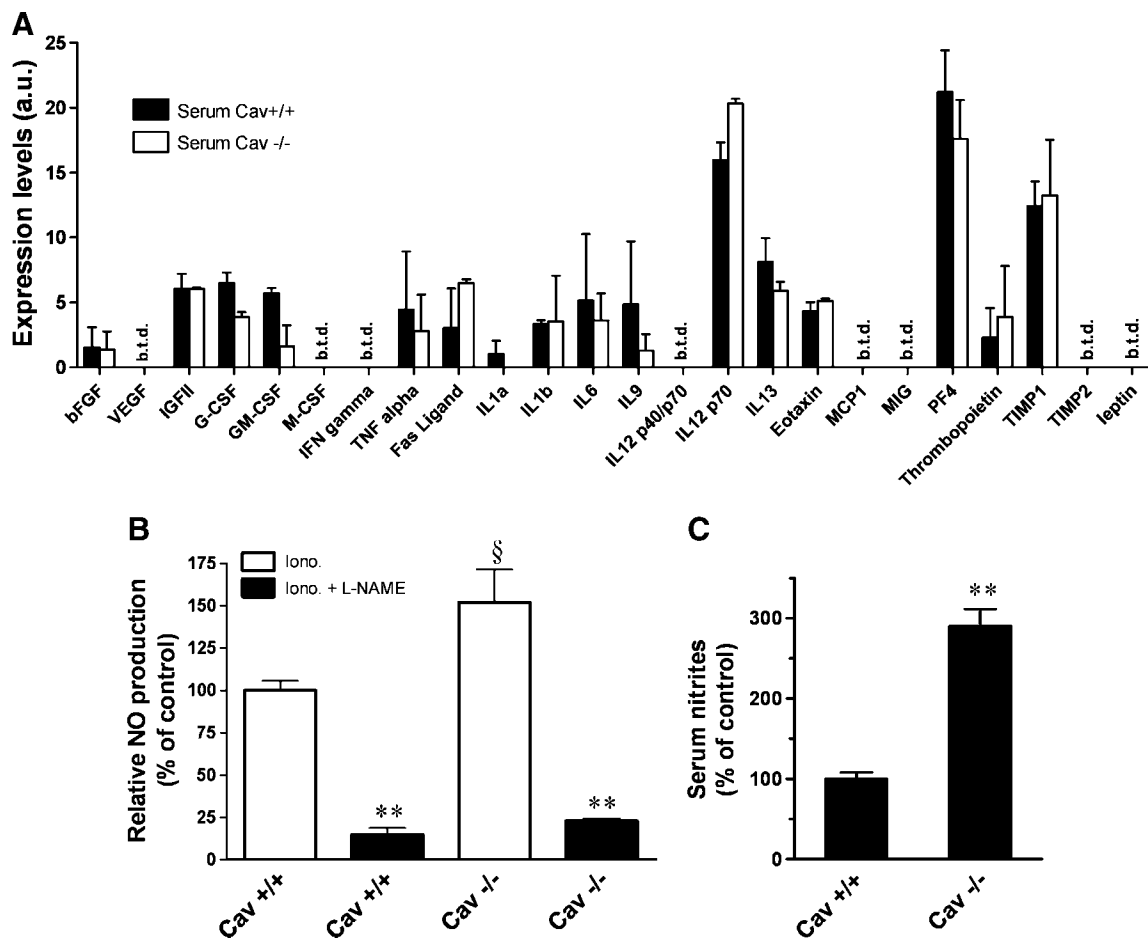 A
Expression levels (a.u.)
25
20
15
10
5
0
Serum Cav+/+
Serum Cav -/-
b.t.d.
b.t.d.
b.t.d.
b.t.d.
b.t.d.
b.t.d.
b.t.d.
b.t.d.
bFGF
VEGF
IGFII
G-CSF
GM-CSF
M-CSF
IFN gamma
TNF alpha
Fas Ligand
IL1a
IL1b
IL6
IL9
IL12 p40/p70
IL12 p70
IL13
Eotaxin
MCP1
MIG
PF4
Thrombopoietin
TIMP1
TIMP2
leptin
B
Relative NO production
(% of control)
175
150
125
100
75
50
25
0
Iono.
Iono. + L-NAME
**
§
**
Cav +/+
Cav +/+
Cav -/-
Cav -/-
C
Serum nitrites
(% of control)
300
200
100
0
**
Cav +/+
Cav -/-